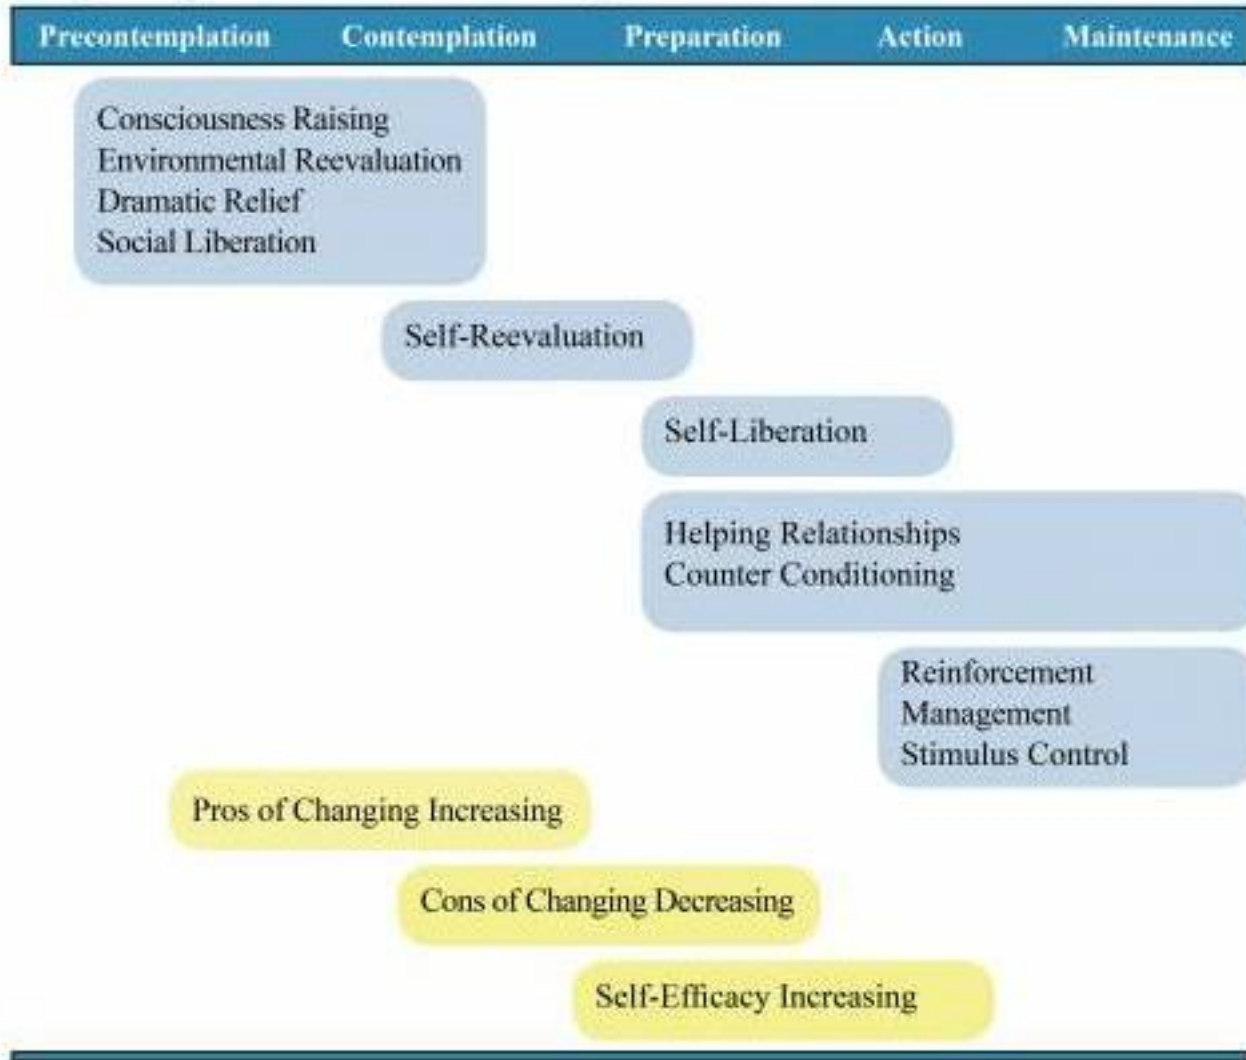 Precontemplation Contemplation Preparation Action Maintenance
Consciousness Raising
Environmental Reevaluation
Dramatic Relief
Social Liberation
Self-Reevaluation
Self-Liberation
Helping Relationships
Counter Conditioning
Reinforcement
Management
Stimulus Control
Pros of Changing Increasing
Cons of Changing Decreasing
Self-Efficacy Increasing